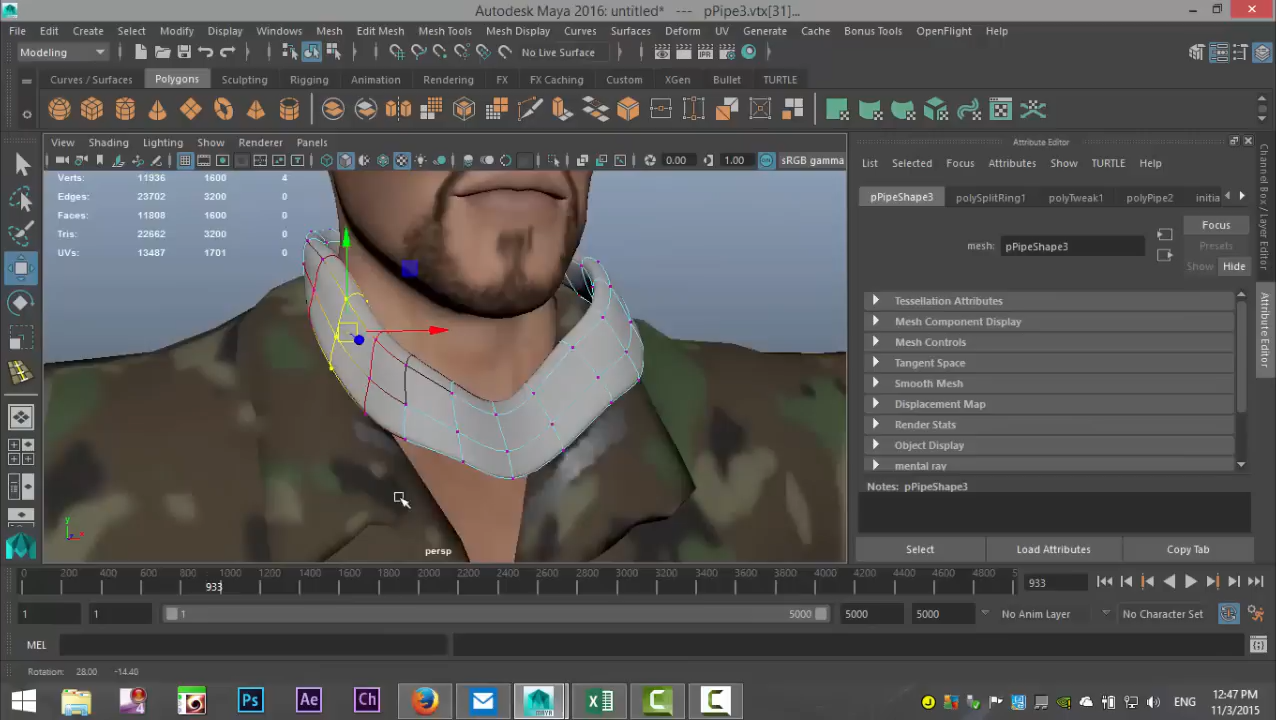 Autodesk Maya 2016: untitled* --- pPipe3.vtx[31]...
File Edit Create Select Modify Display Windows Mesh Edit Mesh Mesh Tools Mesh Display Curves Surfaces Deform UV Generate Cache Bonus Tools OpenFlight Help
Modeling No Live Surface
Curves / Surfaces Polygons Sculpting Rigging Animation Rendering FX FX Caching Custom XGen Bullet TURTLE
View Shading Lighting Show Renderer Panels
Attribute Editor
0.00 1.00 sRGB gamma
List Selected Focus Attributes Show TURTLE Help
Verts: 11936 1600 4
Edges: 23702 3200 0
Faces: 11808 1600 0
Tris: 22662 3200 0
UVs: 13487 1701 0
pPipeShape3 polySplitRing1 polyTweak1 polyPipe2 initia
Focus
mesh: pPipeShape3
Presets
Show Hide
Tessellation Attributes
Mesh Component Display
Mesh Controls
Tangent Space
Smooth Mesh
Displacement Map
Render Stats
Object Display
mental ray
Notes: pPipeShape3
Select Load Attributes Copy Tab
Channel Box / Layer Editor
Attribute Editor
y
persp
0 200 400 600 800 1000 1200 1400 1600 1800 2000 2200 2400 2600 2800 3000 3200 3400 3600 3800 4000 4200 4400 4600 4800 5
933
933
1 1 1 5000 5000 5000 No Anim Layer No Character Set
MEL
Rotation: 28.00 -14.40
Ps Ae Ch MAYA
ENG
12:47 PM
11/3/2015